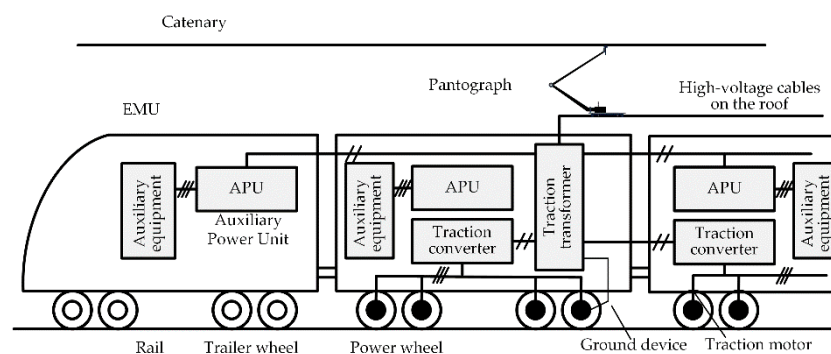 Catenary
Pantograph
High-voltage cables
on the roof
EMU
Auxiliary
equipment
APU
Auxiliary
Power Unit
Auxiliary
equipment
APU
Traction
converter
Traction
transformer
APU
Traction
converter
Auxiliary
equipment
Rail
Trailer wheel
Power wheel
Ground device
Traction motor